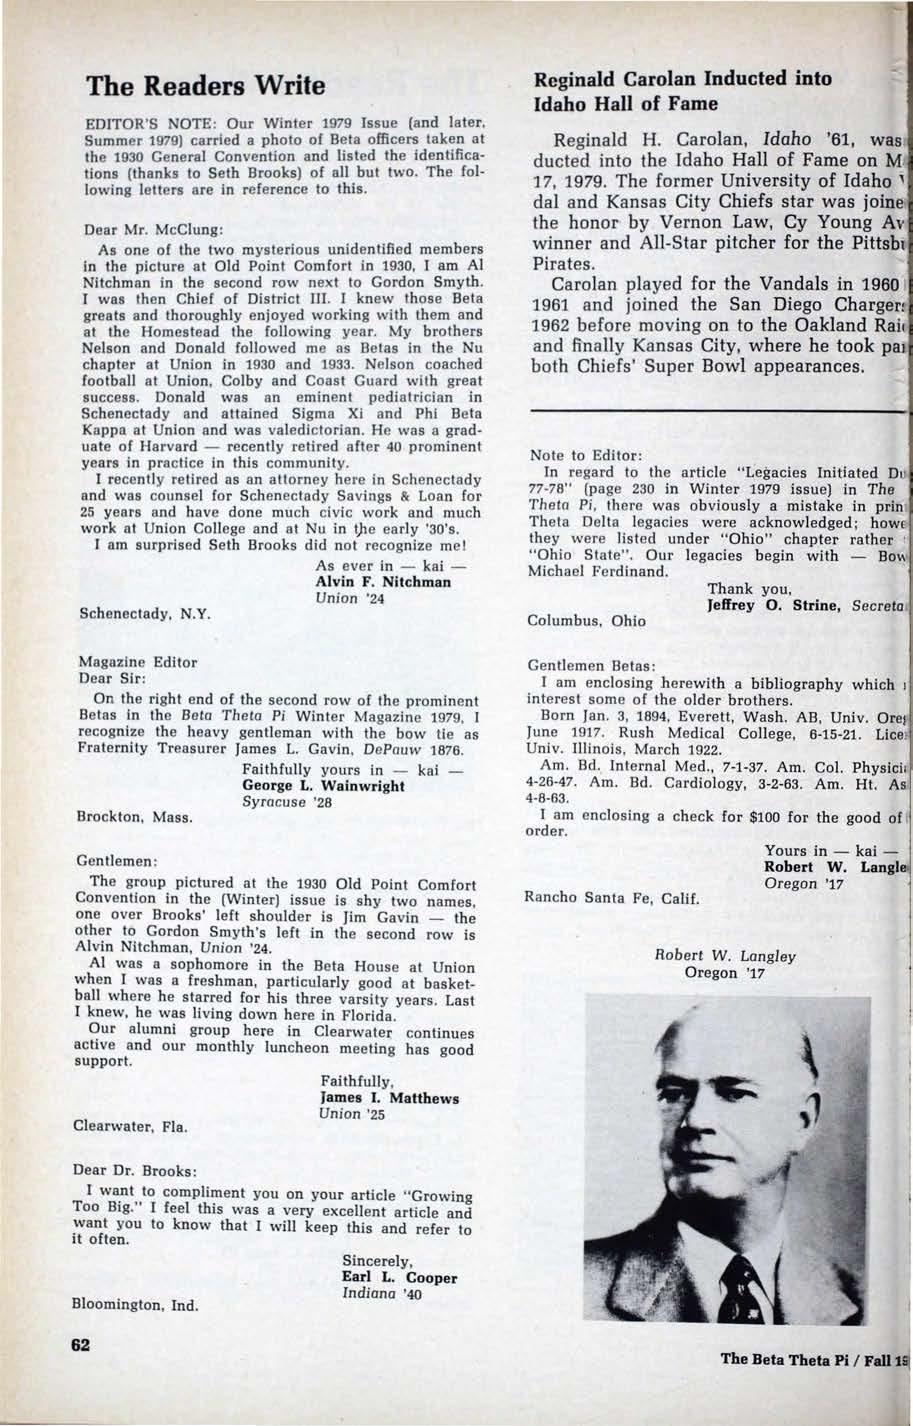 The Readers Write
EDITOR'S NOTE: Our Winter 1979 Issue (and later,
Summer 1979) carried a photo of Beta officers taken at
the 1930 General Convention and listed the identifica-
tions (thanks to Seth Brooks) of all but two. The fol-
lowing letters are in reference to this.
Dear Mr. McClung:
As one of the two mysterious unidentified members
in the picture at Old Point Comfort in 1930, I am Al
Nitchman in the second row next to Gordon Smyth.
I was then Chief of District III. I knew those Beta
greats and thoroughly enjoyed working with them and
at the Homestead the following year. My brothers
Nelson and Donald followed me as Betas in the Nu
chapter at Union in 1930 and 1933. Nelson coached
football at Union, Colby and Coast Guard with great
success. Donald was an eminent pediatrician in
Schenectady and attained Sigma Xi and Phi Beta
Kappa at Union and was valedictorian. He was a grad-
uate of Harvard — recently retired after 40 prominent
years in practice in this community.
I recently retired as an attorney here in Schenectady
and was counsel for Schenectady Savings & Loan for
25 years and have done much civic work and much
work at Union College and at Nu in the early '30's.
I am surprised Seth Brooks did not recognize me!
As ever in — kai —
Alvin F. Nitchman
Union '24
Schenectady, N.Y.
Magazine Editor
Dear Sir:
On the right end of the second row of the prominent
Betas in the Beta Theta Pi Winter Magazine 1979, I
recognize the heavy gentleman with the bow tie as
Fraternity Treasurer James L. Gavin, DePauw 1876.
Faithfully yours in — kai —
George L. Wainwright
Syracuse '28
Brockton, Mass.
Gentlemen:
The group pictured at the 1930 Old Point Comfort
Convention in the (Winter) issue is shy two names,
one over Brooks' left shoulder is Jim Gavin — the
other to Gordon Smyth's left in the second row is
Alvin Nitchman, Union '24.
Al was a sophomore in the Beta House at Union
when I was a freshman, particularly good at basket-
ball where he starred for his three varsity years. Last
I knew, he was living down here in Florida.
Our alumni group here in Clearwater continues
active and our monthly luncheon meeting has good
support.
Faithfully,
James I. Matthews
Union '25
Clearwater, Fla.
Dear Dr. Brooks:
I want to compliment you on your article "Growing
Too Big." I feel this was a very excellent article and
want you to know that I will keep this and refer to
it often.
Sincerely,
Earl L. Cooper
Indiana '40
Bloomington, Ind.
62
Reginald Carolan Inducted into
Idaho Hall of Fame
Reginald H. Carolan, Idaho '61, was
ducted into the Idaho Hall of Fame on
17, 1979. The former University of Idaho
dal and Kansas City Chiefs star was
the honor by Vernon Law, Cy Young
winner and All-Star pitcher for the
Pirates.
Carolan played for the Vandals in 1960
1961 and joined the San Diego
1962 before moving on to the Oakland
and finally Kansas City, where he took
both Chiefs' Super Bowl appearances.
Note to Editor:
In regard to the article "Legacies Initiated
77-78" (page 230 in Winter 1979 issue) in The
Theta Pi, there was obviously a mistake in
Theta Delta legacies were acknowledged;
they were listed under "Ohio" chapter rather
"Ohio State". Our legacies begin with —
Michael Ferdinand.
Thank you,
Jeffrey O. Strine,
Columbus, Ohio
Gentlemen Betas:
I am enclosing herewith a bibliography which
interest some of the older brothers.
Born Jan. 3, 1894, Everett, Wash. AB, Univ.
June 1917. Rush Medical College, 6-15-21.
Univ. Illinois, March 1922.
Am. Bd. Internal Med., 7-1-37. Am. Col.
4-26-47. Am. Bd. Cardiology, 3-2-63. Am. Ht.
4-8-63.
I am enclosing a check for $100 for the good of
order.
Yours in — kai —
Robert W.
Oregon '17
Rancho Santa Fe, Calif.
Robert W. Langley
Oregon '17
The Beta Theta Pi / Fall